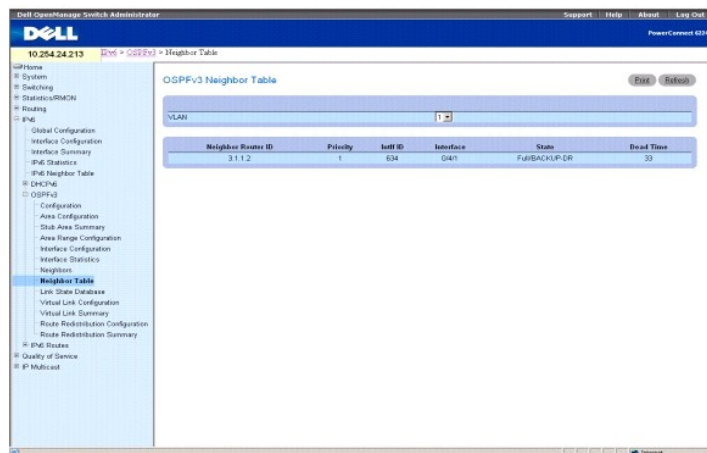 Dell OpenManage Switch Administrator
Support Help About Log Out
DELL
PowerConnect 6224
10.254.24.213
IPv6 > OSPFv3 > Neighbor Table
Home
System
Switching
Statistics/RMON
Routing
IPv6
Global Configuration
Interface Configuration
Interface Summary
IPv6 Statistics
IPv6 Neighbor Table
DHCPv6
OSPFv3
Configuration
Area Configuration
Stub Area Summary
Area Range Configuration
Interface Configuration
Interface Statistics
Neighbors
Neighbor Table
Link State Database
Virtual Link Configuration
Virtual Link Summary
Route Redistribution Configuration
Route Redistribution Summary
IPv6 Routes
Quality of Service
IP Multicast
OSPFv3 Neighbor Table
Print Refresh
VLAN 1
Neighbor Router ID Priority Intf ID Interface State Dead Time
3.1.1.2 1 634 0/4/1 Full/BACKUP-DR 33
Internet